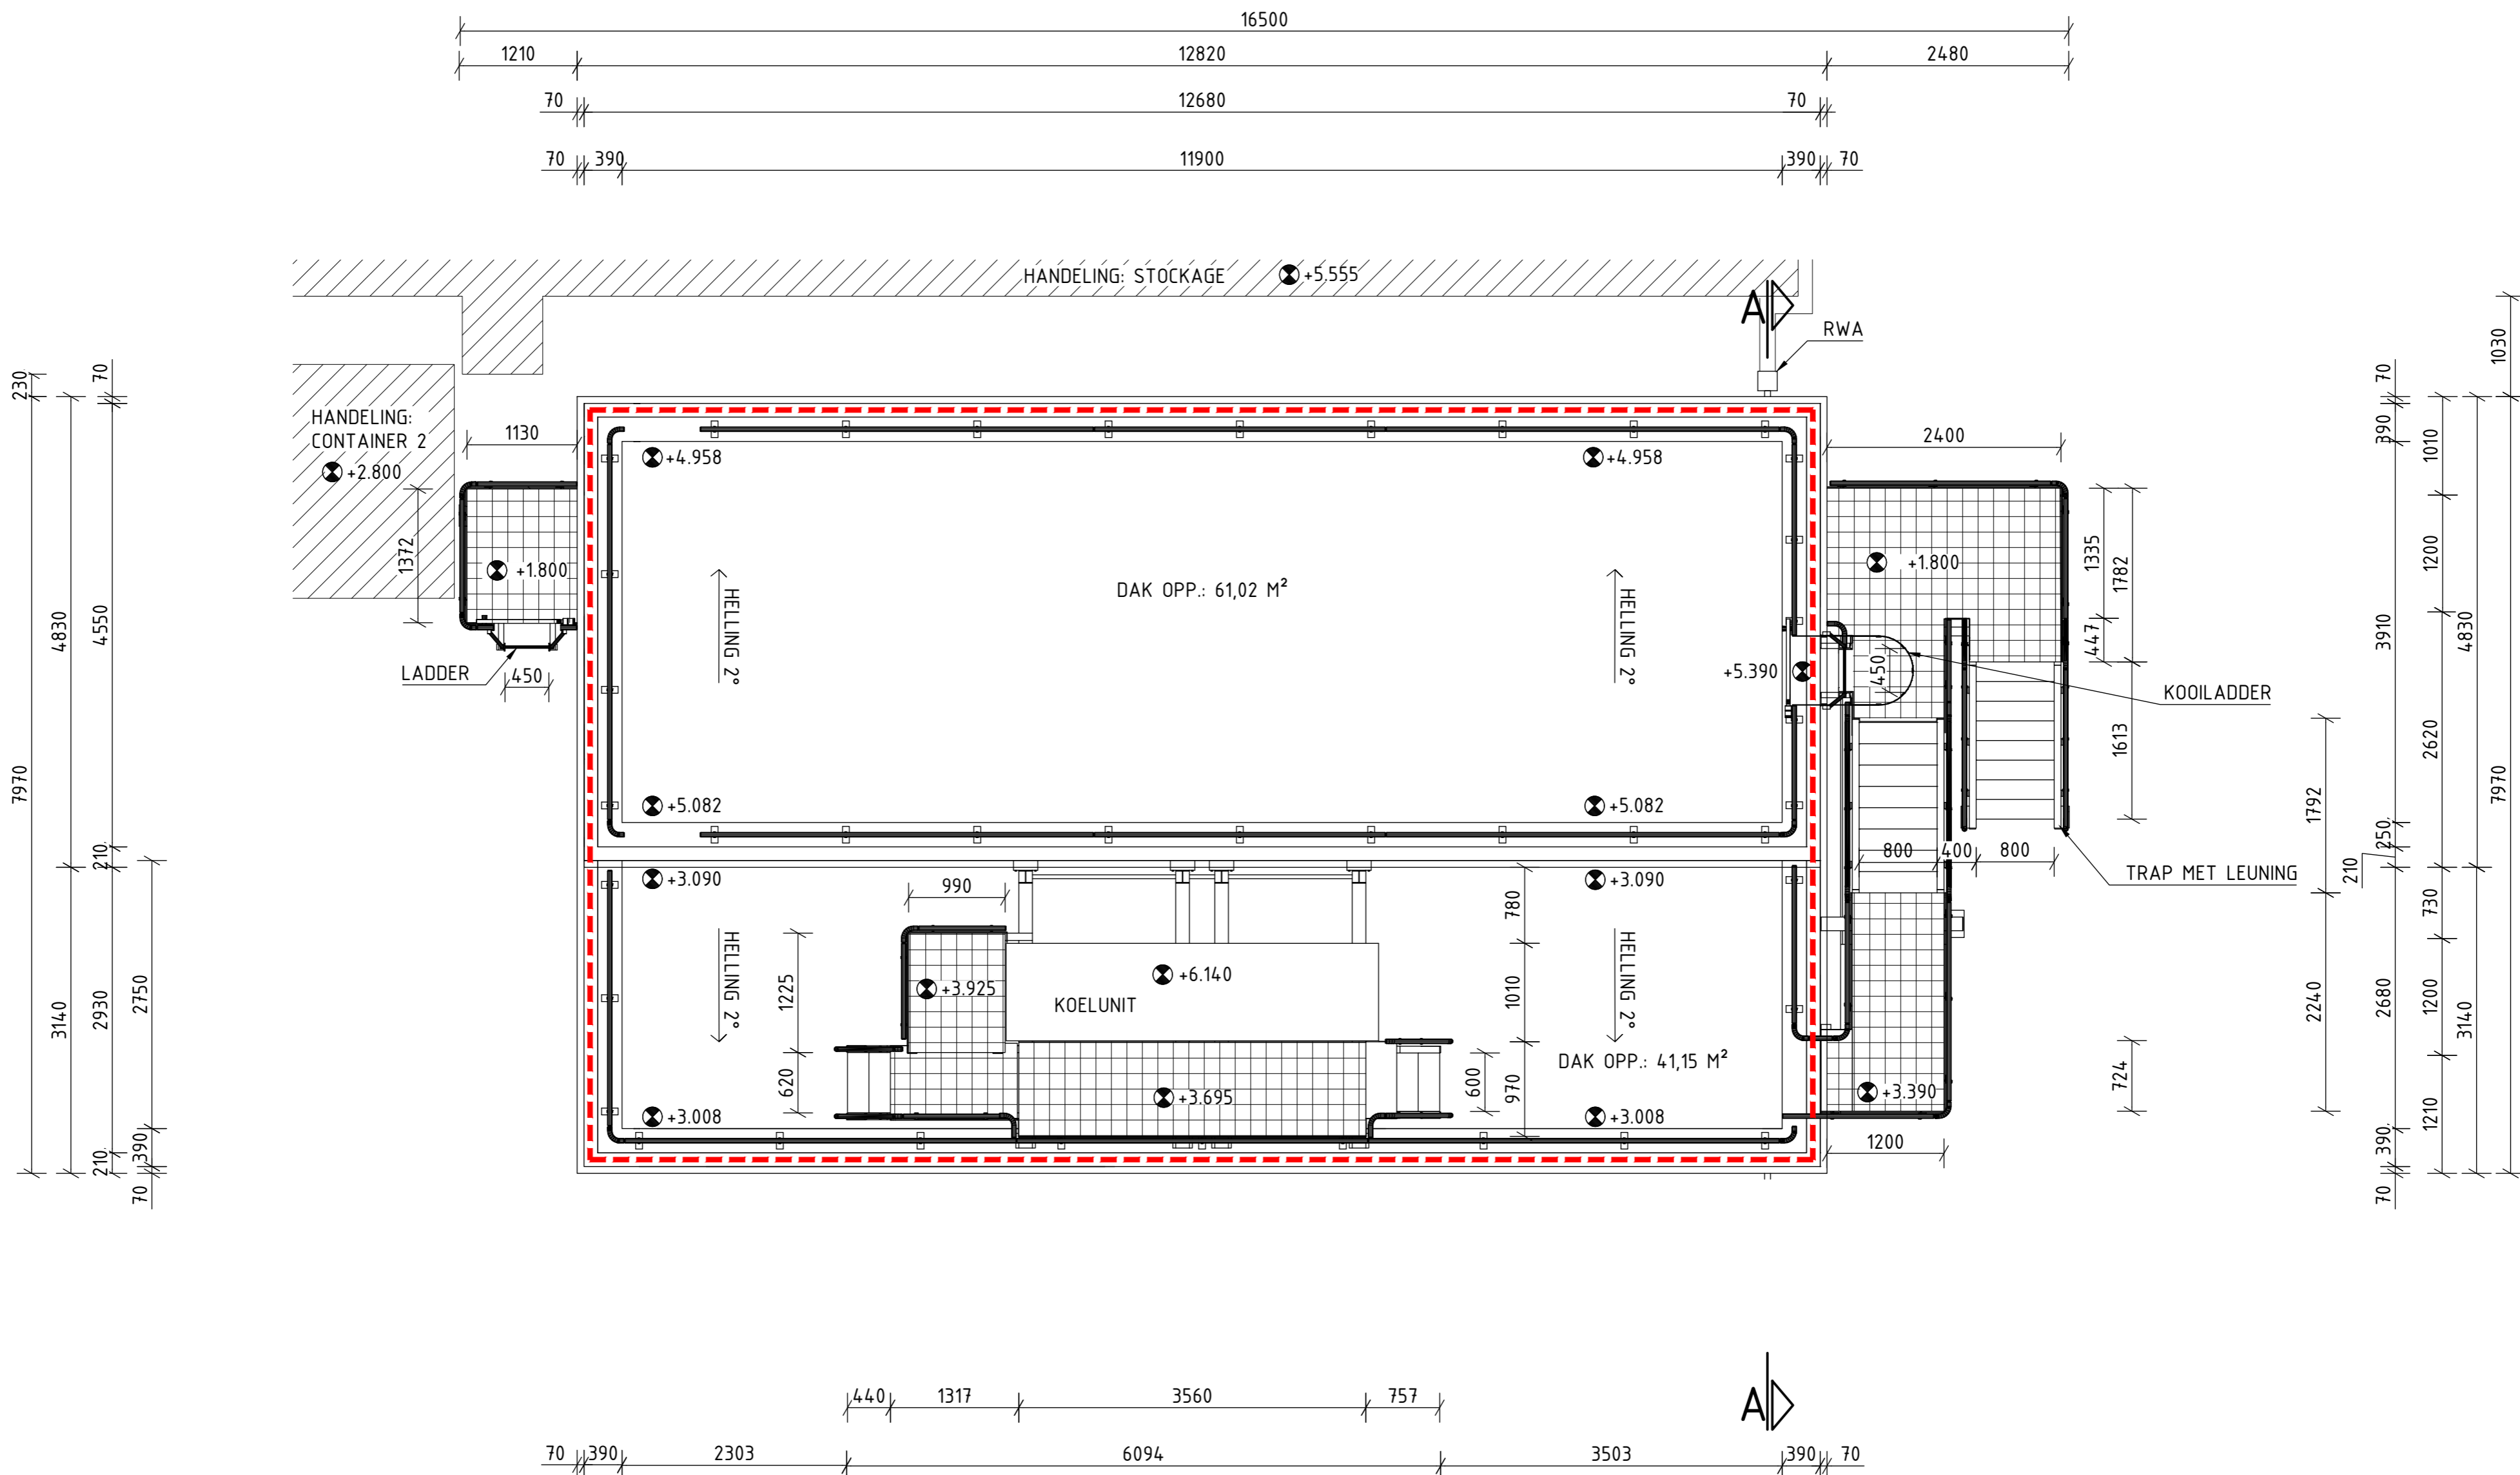 16500
1210 12820 2480
70 12680 70
70 390 11900 390 70
HANDELING: STOCKAGE +5.555
A
RWA
1030
230 70
70
HANDELING:
CONTAINER 2
+2.800
1130
2400
390
1010
+4.958 +4.958
1372
+1.800
+1.800
1335
1782
1200
DAK OPP.: 61,02 M²
HELLING 2°
HELLING 2°
4830
4550
447
3910
4830
LADDER
450
+5.390
450
KOOILADDER
7970
1613
1792
2620
7970
+5.082 +5.082
210
250
800 400 800
210
TRAP MET LEUNING
+3.090 +3.090
990
780
730
HELLING 2°
HELLING 2°
+6.140
+3.925
KOELUNIT
1225
1010
3140
2930
2750
2240
2680
1200
3140
DAK OPP.: 41,15 M²
620
600
970
724
+3.695
+3.390
+3.008 +3.008
1210
210
390
390
1200
70
70
A
440 1317 3560 757
70 390 2303 6094 3503 390 70